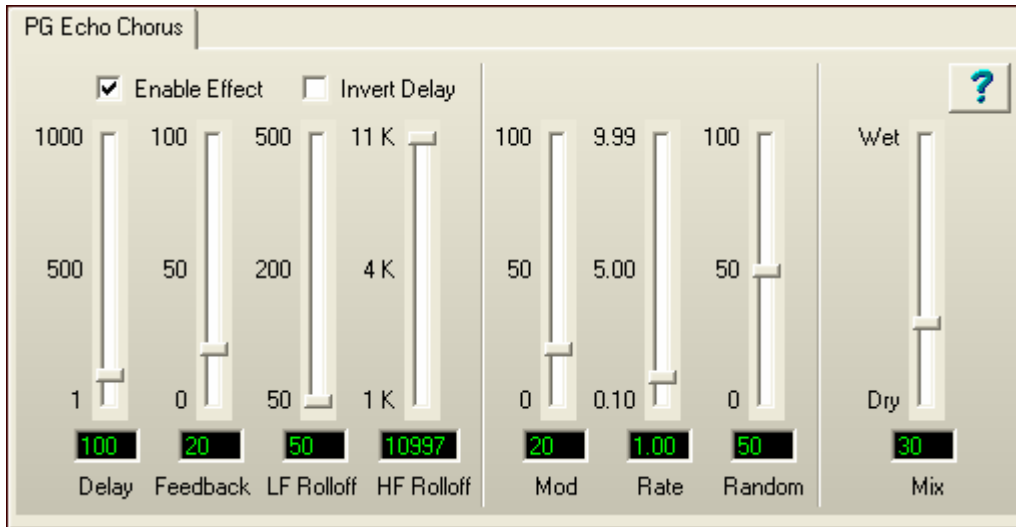 PG Echo Chorus
Enable Effect Invert Delay ?
1000 100 500 11 K 100 9.99 100 Wet
500 50 200 4 K 50 5.00 50
1 0 50 1 K 0 0.10 0 Dry
100 20 50 10997 20 1.00 50 30
Delay Feedback LF Rolloff HF Rolloff Mod Rate Random Mix